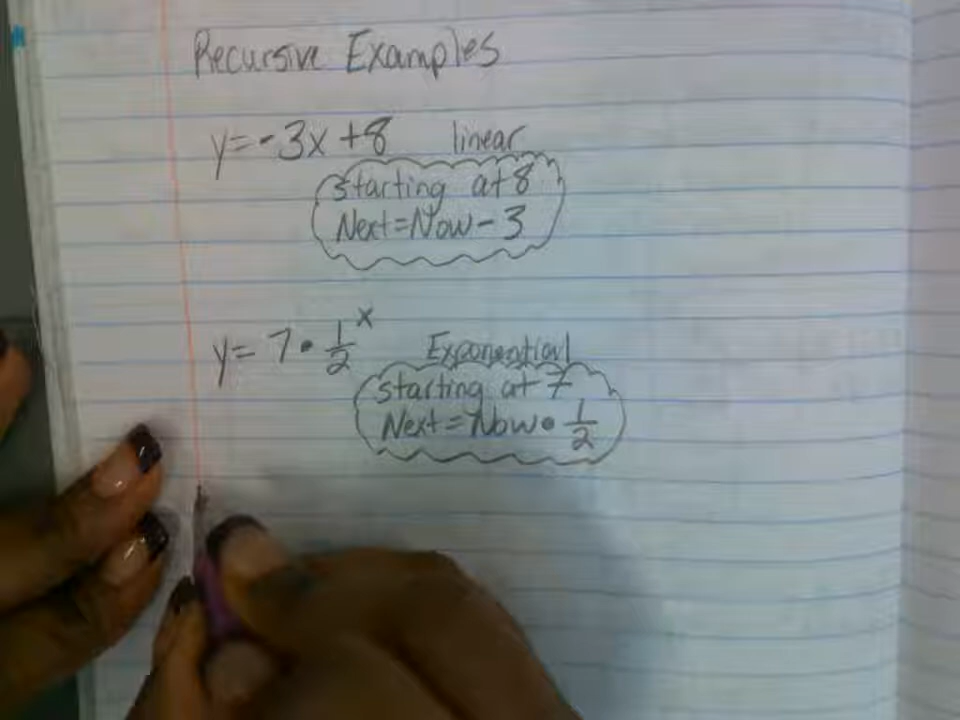 Recursive Examples
y=-3x+8 linear
starting at 8
Next=Now-3
y=7•1/2^x Exponential
starting at 7
Next=Now•1/2